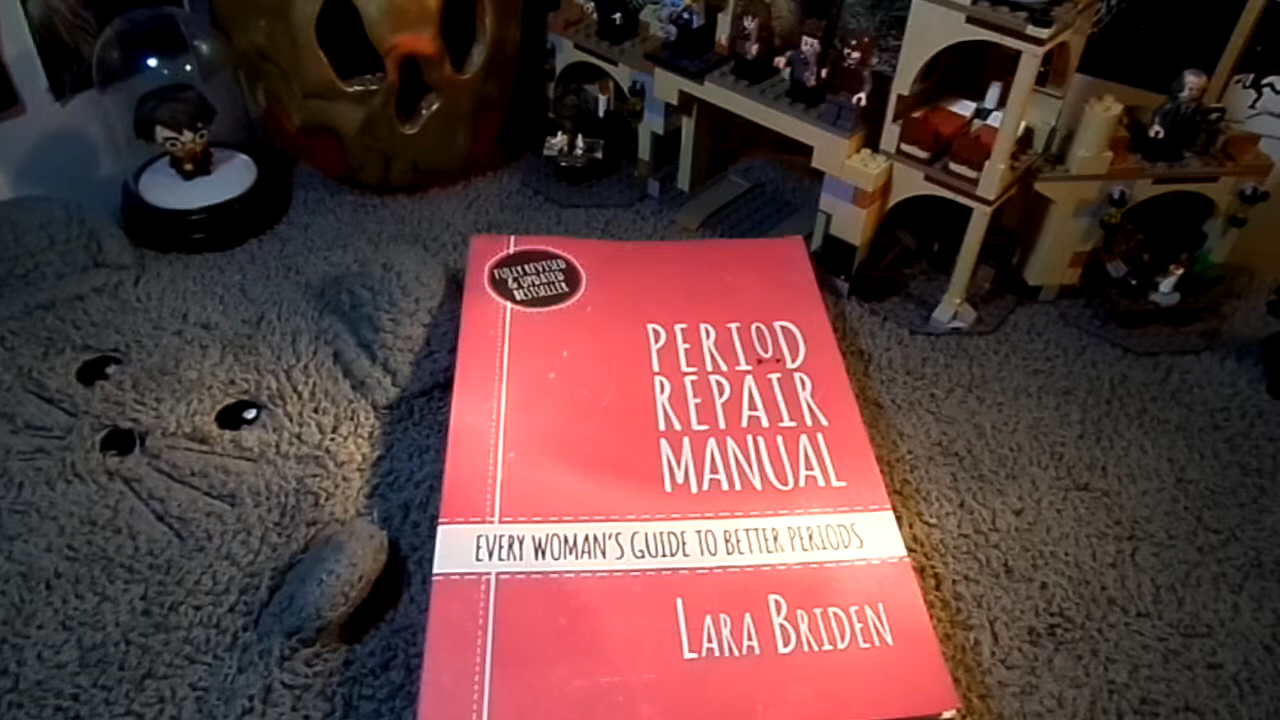 FULLY REVISED
& UPDATED
BESTSELLER
PERIOD
REPAIR
MANUAL
EVERY WOMAN'S GUIDE TO BETTER PERIODS
LARA BRIDEN